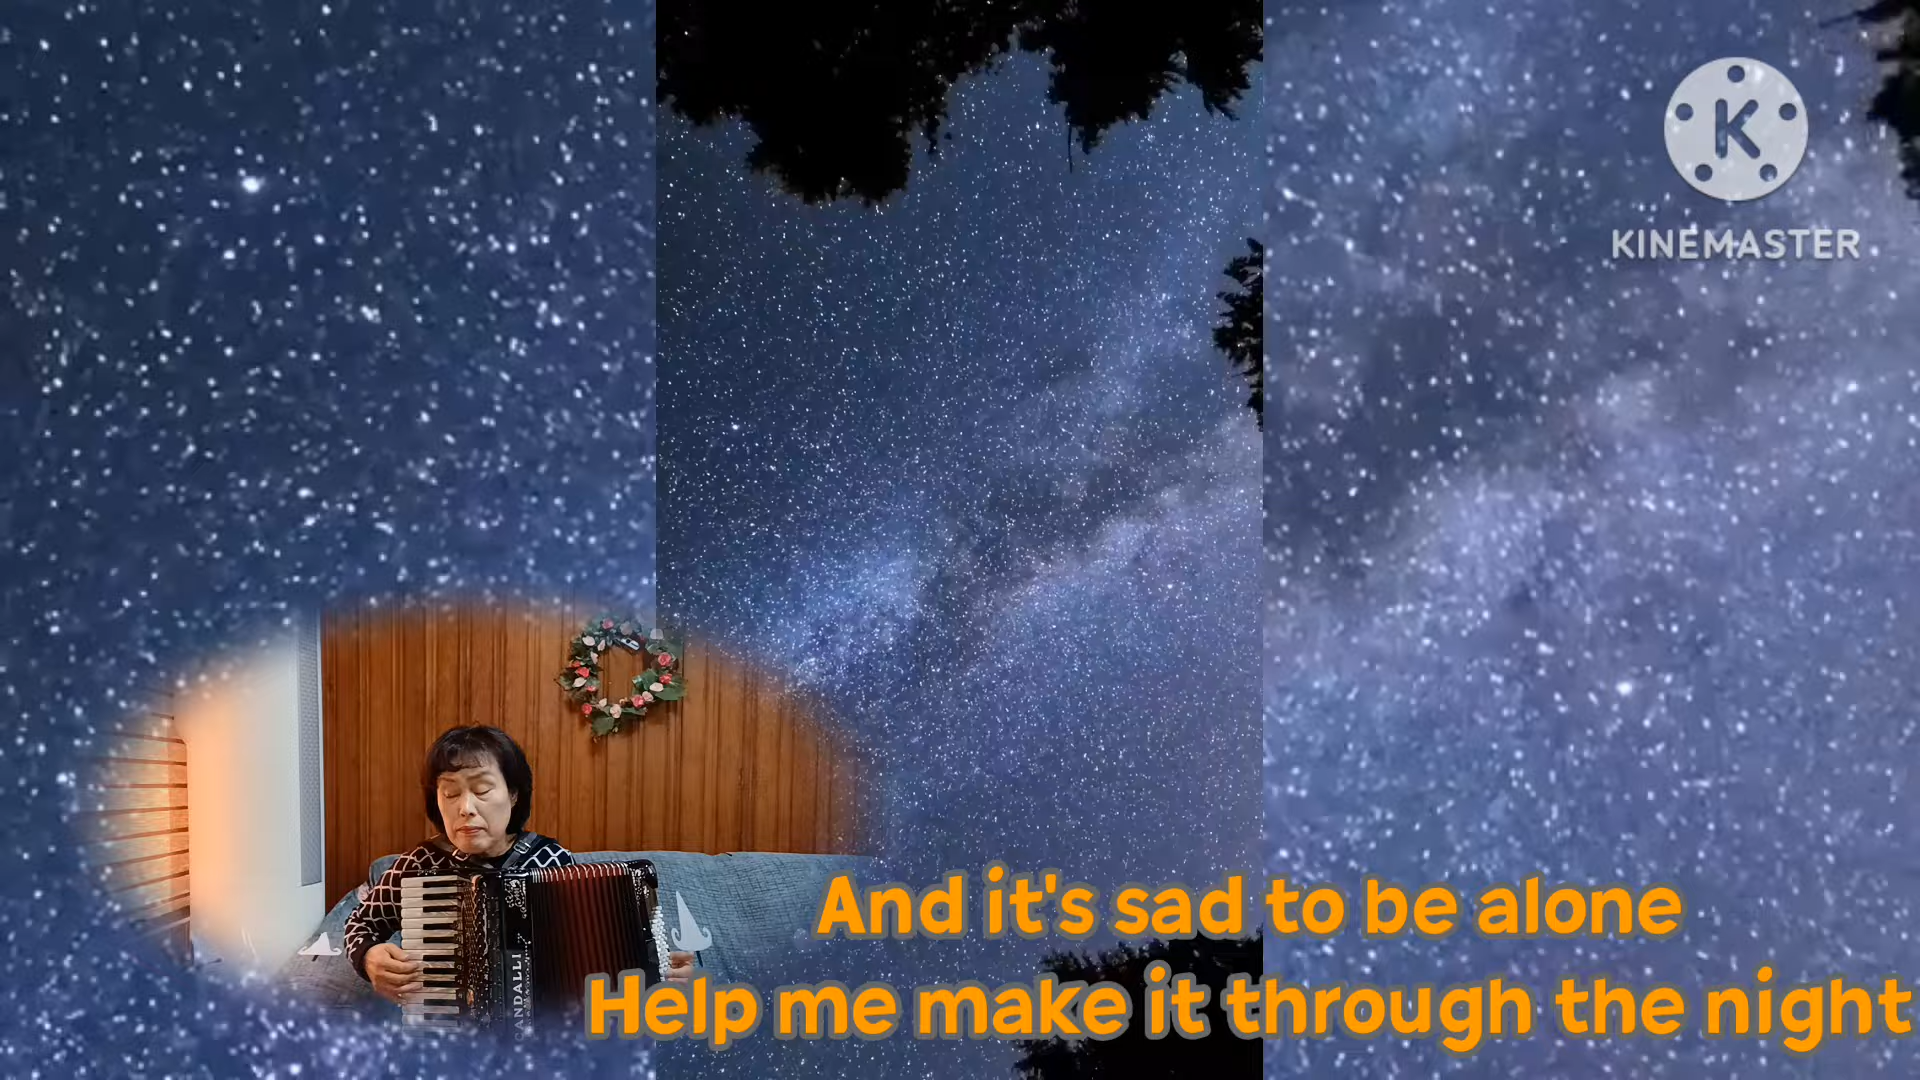 KINEMASTER
And it's sad to be alone
Help me make it through the night